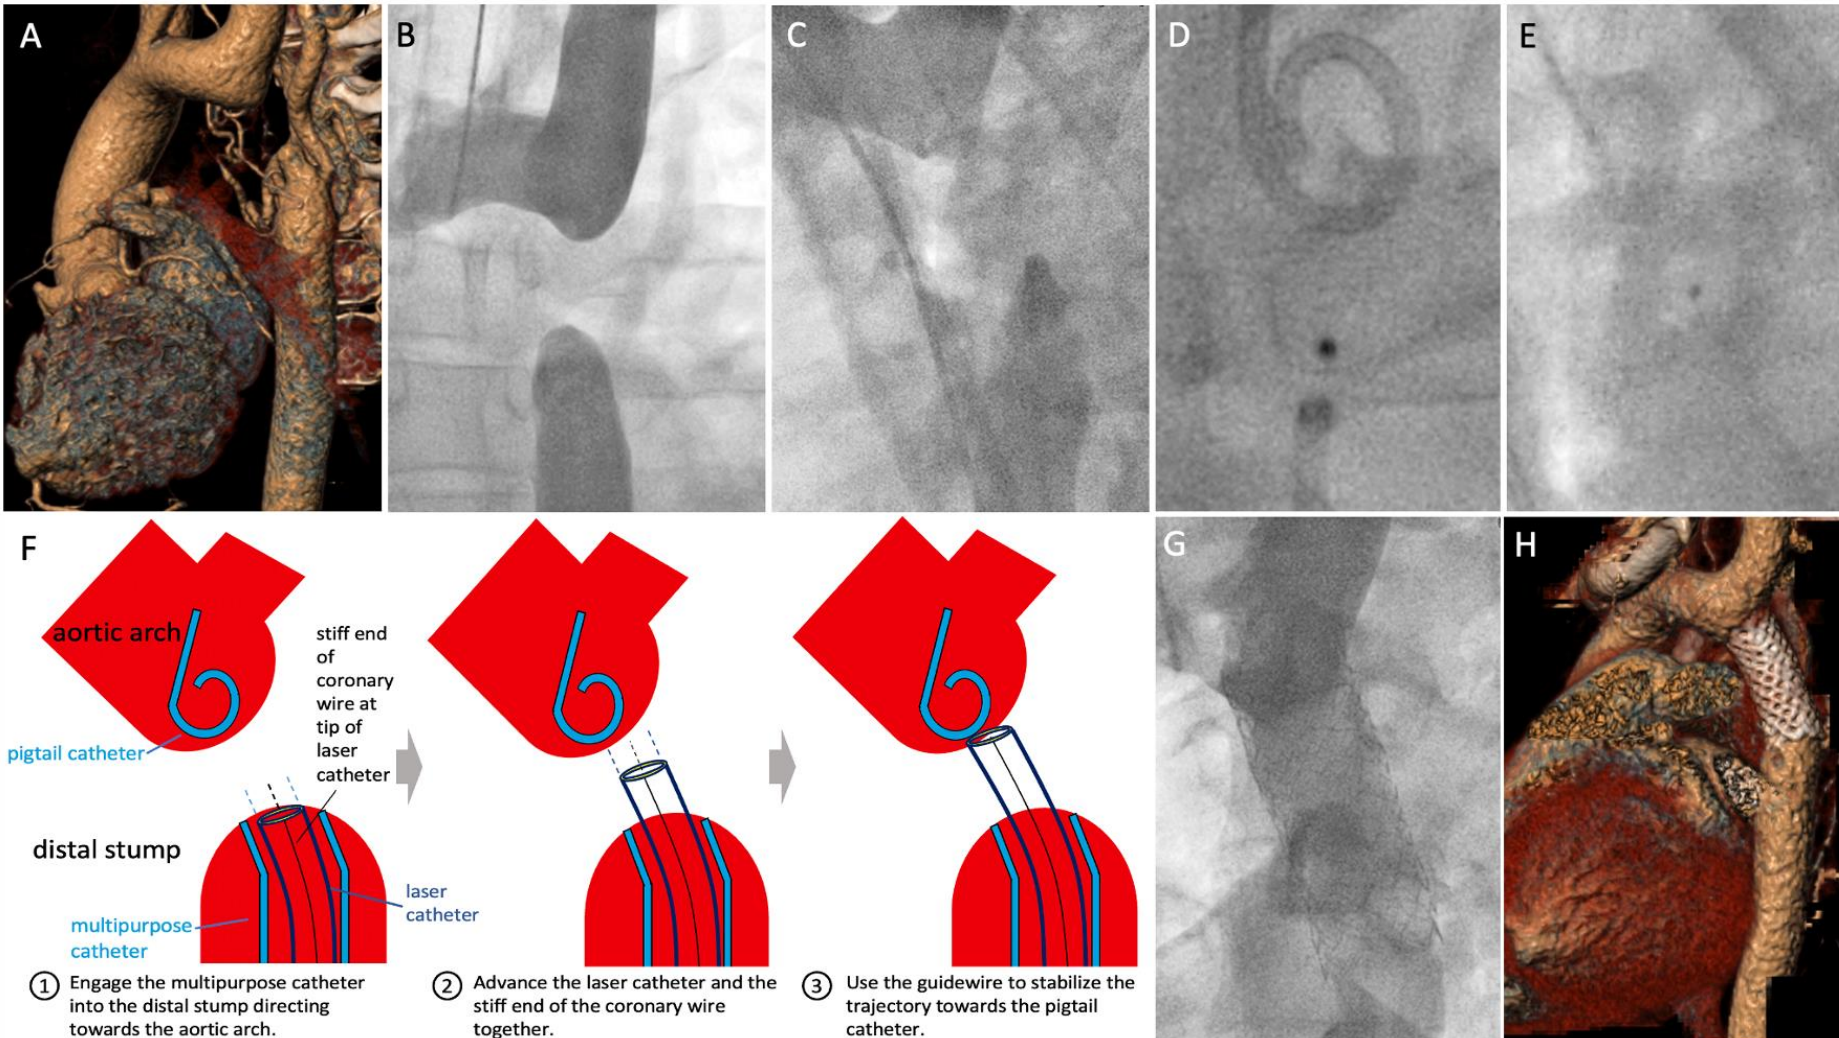 A
B
C
D
E
F
aortic arch
pigtail catheter
stiff end
of
coronary
wire at
tip of
laser
catheter
distal stump
laser
catheter
multipurpose
catheter
① Engage the multipurpose catheter
into the distal stump directing
towards the aortic arch.
② Advance the laser catheter and the
stiff end of the coronary wire
together.
③ Use the guidewire to stabilize the
trajectory towards the pigtail
catheter.
G
H